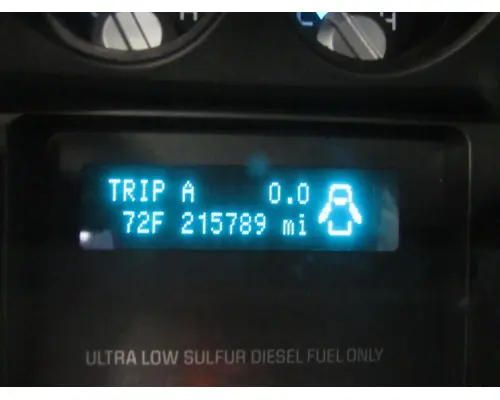 H
C H
TRIP A 0.0
72F 215789 mi
ULTRA LOW SULFUR DIESEL FUEL ONLY